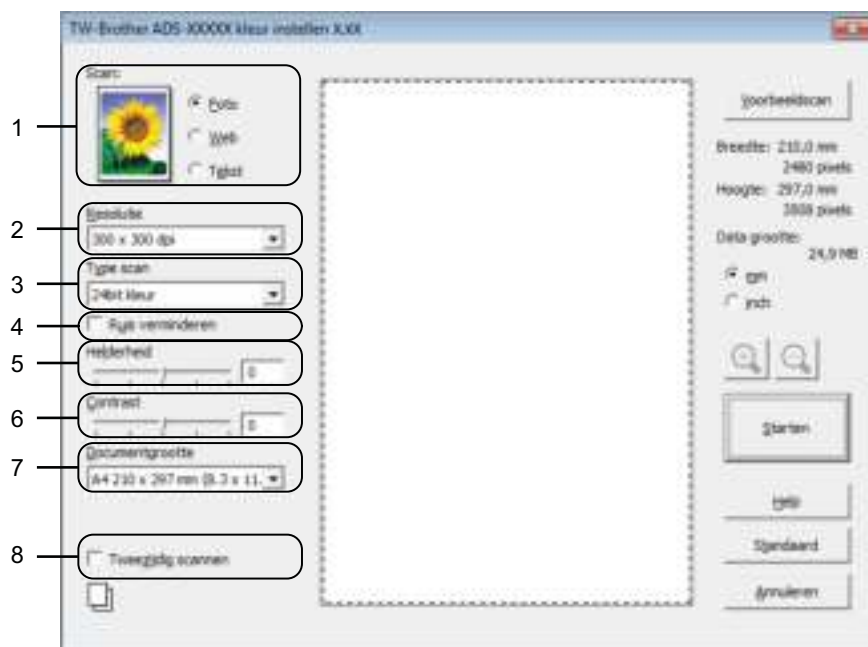 TW-Brother ADS-XXXXX kleur instellen X.XX
1
Scan:
Foto
Web
Tekst
2
Resolutie
300 x 300 dpi
3
Type scan
24bit kleur
4
Ruis verminderen
5
Helderheid
0
6
Contrast
0
7
Documentgrootte
A4 210 x 297 mm (8.3 x 11.
8
Tweezijdig scannen
Voorbeeldscan
Breedte: 210,0 mm
2480 pixels
Hoogte: 297,0 mm
3508 pixels
Data grootte:
24,9 MB
mm
inch
Starten
Help
Standaard
Annuleren